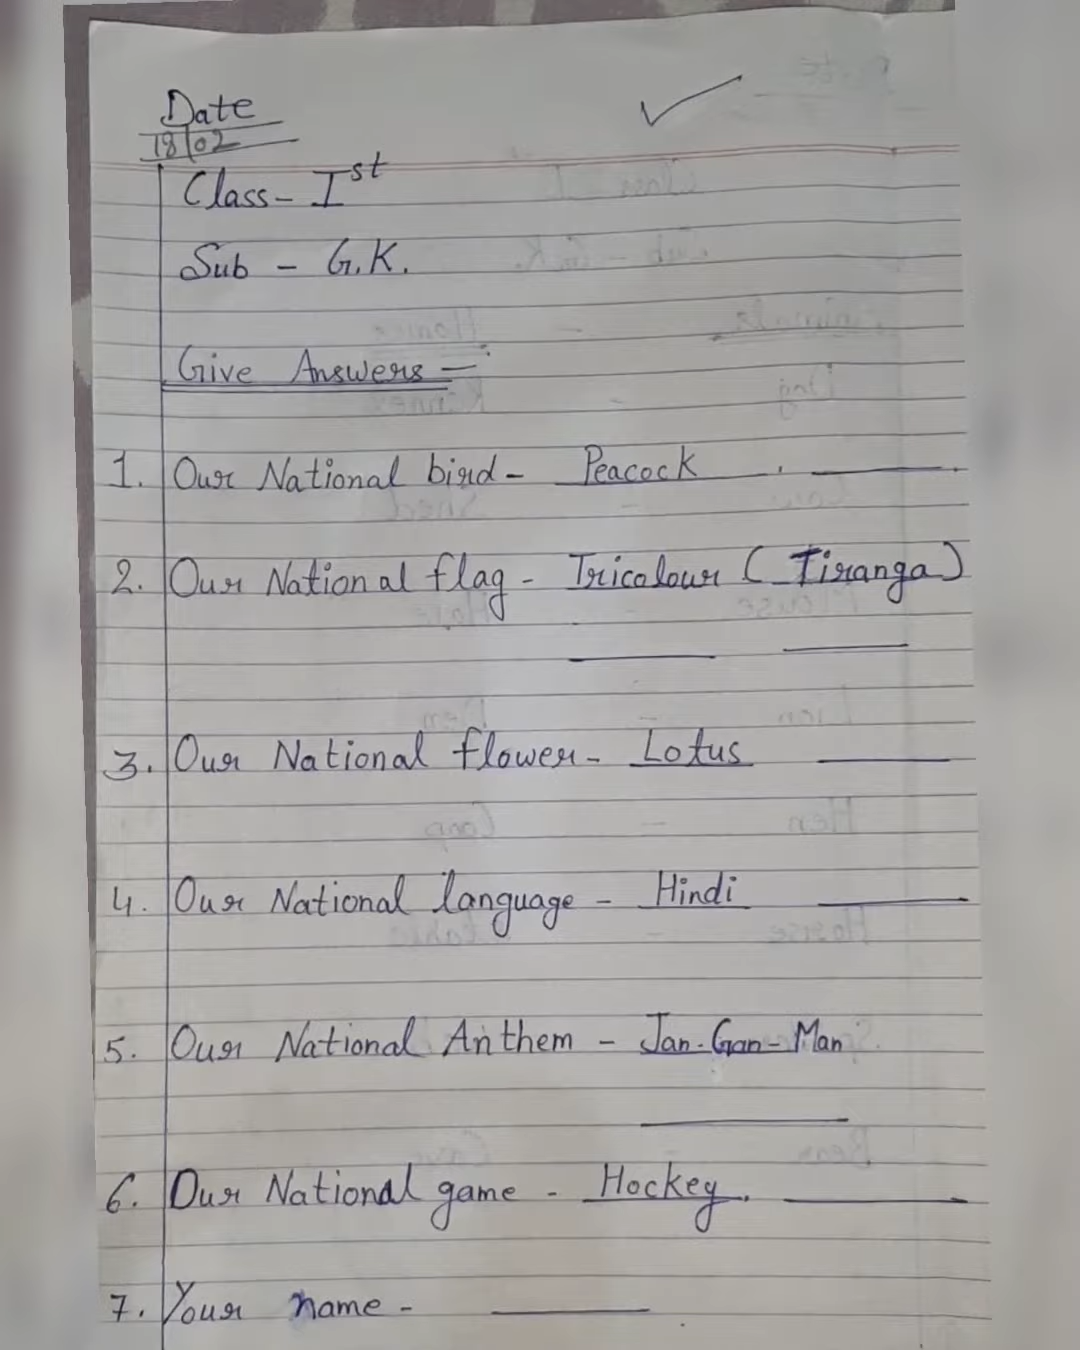 Date
18/02
Class- Ist
Sub - G.K.
Give Answers -
1. Our National bird - Peacock
2. Our National flag - Tricolour ( Tiranga )
3. Our National flower - Lotus
4. Our National language - Hindi
5. Our National Anthem - Jan-Gan-Man
6. Our National game - Hockey.
7. Your name -